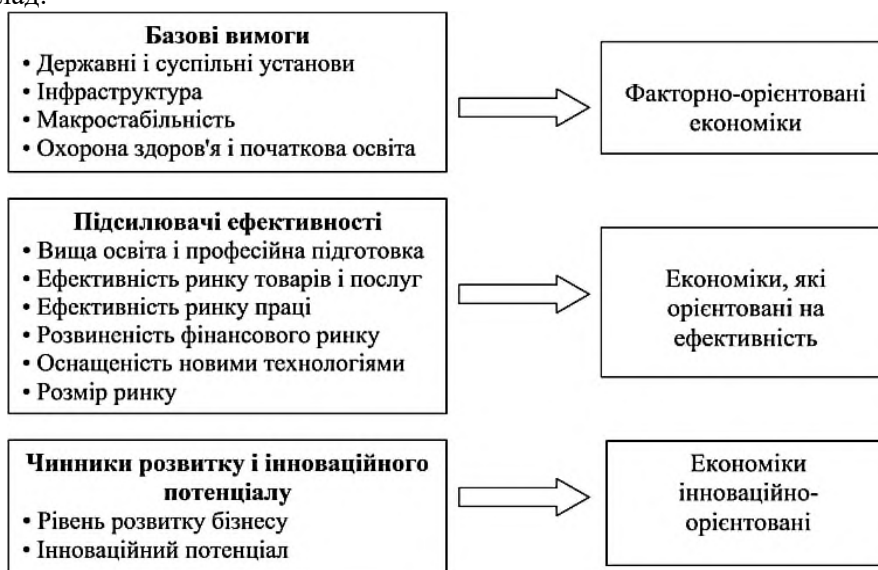 лад:
Базові вимоги
• Державні і суспільні установи
• Інфраструктура
• Макростабільність
• Охорона здоров'я і початкова освіта
Факторно-орієнтовані
економіки
Підсилювачі ефективності
• Вища освіта і професійна підготовка
• Ефективність ринку товарів і послуг
• Ефективність ринку праці
• Розвиненість фінансового ринку
• Оснащеність новими технологіями
• Розмір ринку
Економіки, які
орієнтовані на
ефективність
Чинники розвитку і інноваційного
потенціалу
• Рівень розвитку бізнесу
• Інноваційний потенціал
Економіки
інноваційно-
орієнтовані